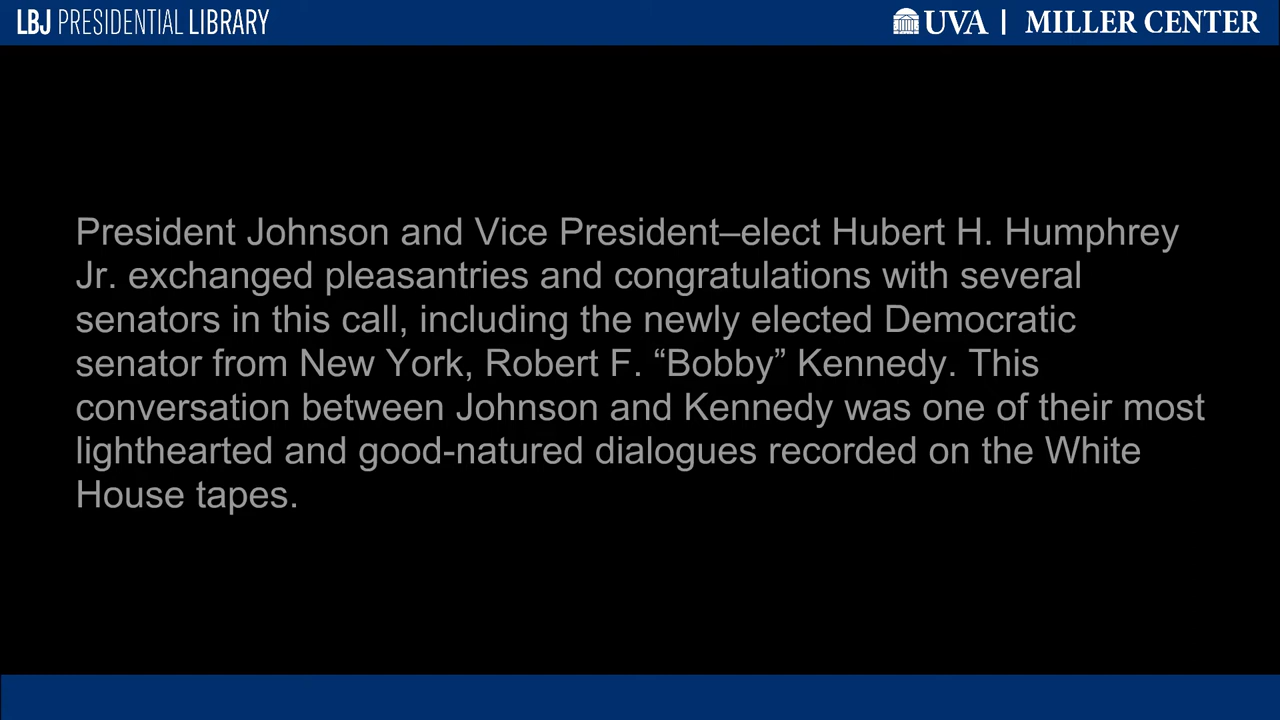 LBJ PRESIDENTIAL LIBRARY
UVA | MILLER CENTER
President Johnson and Vice President–elect Hubert H. Humphrey
Jr. exchanged pleasantries and congratulations with several
senators in this call, including the newly elected Democratic
senator from New York, Robert F. “Bobby” Kennedy. This
conversation between Johnson and Kennedy was one of their most
lighthearted and good-natured dialogues recorded on the White
House tapes.